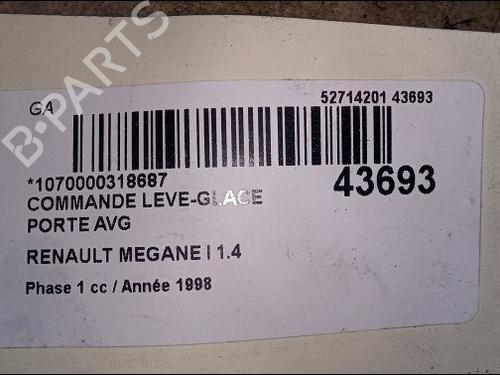 GA
52714201 43693
B-PARTS
*1070000318687
43693
COMMANDE LEVE-GLACE
PORTE AVG
RENAULT MEGANE I 1.4
Phase 1 cc / Année 1998